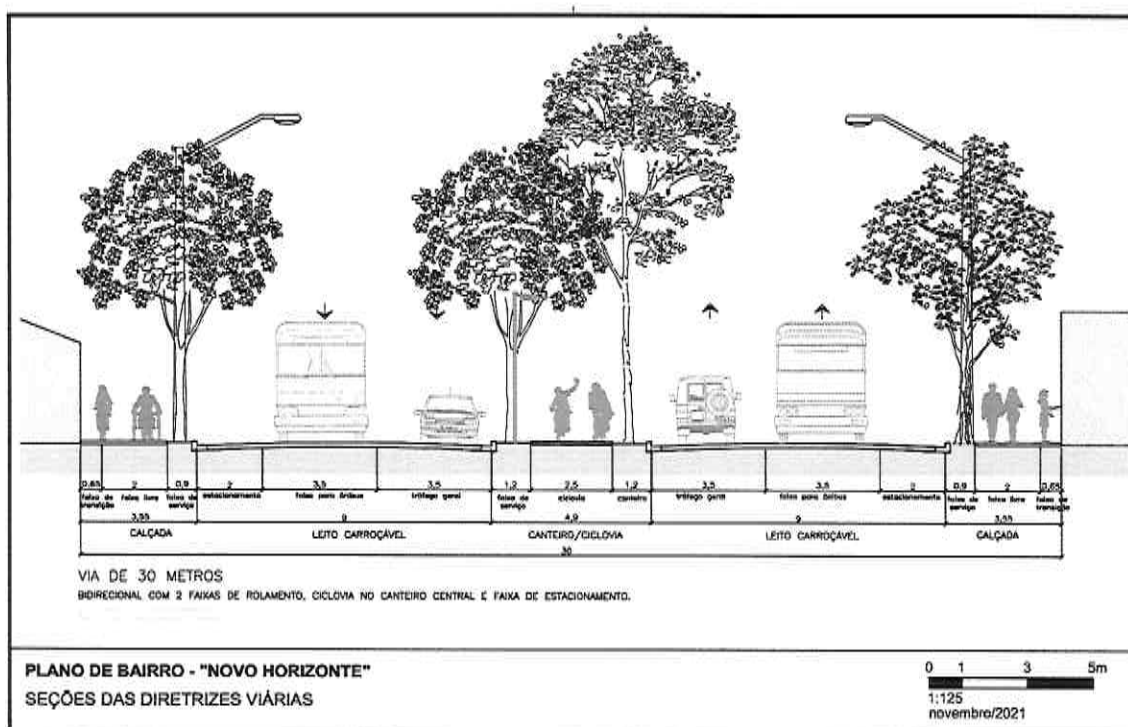 0,65 2 0,9 2 3,5 3,5 1,2 2,5 1,2 3,5 3,5 2 0,9 2 0,65
faixa de transição faixa livre faixa de serviço estacionamento faixa para ônibus tráfego geral faixa de serviço ciclovia canteiro tráfego geral faixa para ônibus estacionamento faixa de serviço faixa livre faixa de transição
3,55 9 4,9 9 3,55
CALÇADA LEITO CARROÇÁVEL CANTEIRO/CICLOVIA LEITO CARROÇÁVEL CALÇADA
30
VIA DE 30 METROS
BIDIRECIONAL COM 2 FAIXAS DE ROLAMENTO, CICLOVIA NO CANTEIRO CENTRAL E FAIXA DE ESTACIONAMENTO.
PLANO DE BAIRRO - "NOVO HORIZONTE"
SEÇÕES DAS DIRETRIZES VIÁRIAS
0 1 3 5m
1:125
novembro/2021